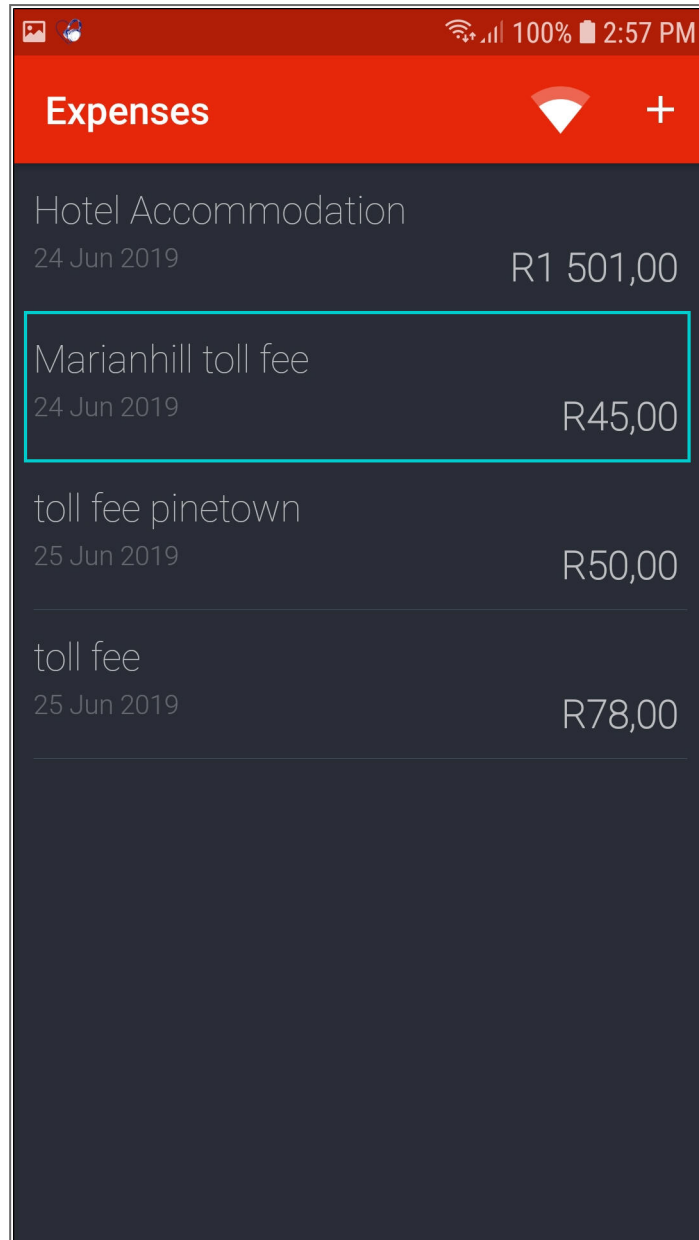 100% 2:57 PM
Expenses +
Hotel Accommodation
24 Jun 2019
R1 501,00
Marianhill toll fee
24 Jun 2019
R45,00
toll fee pinetown
25 Jun 2019
R50,00
toll fee
25 Jun 2019
R78,00